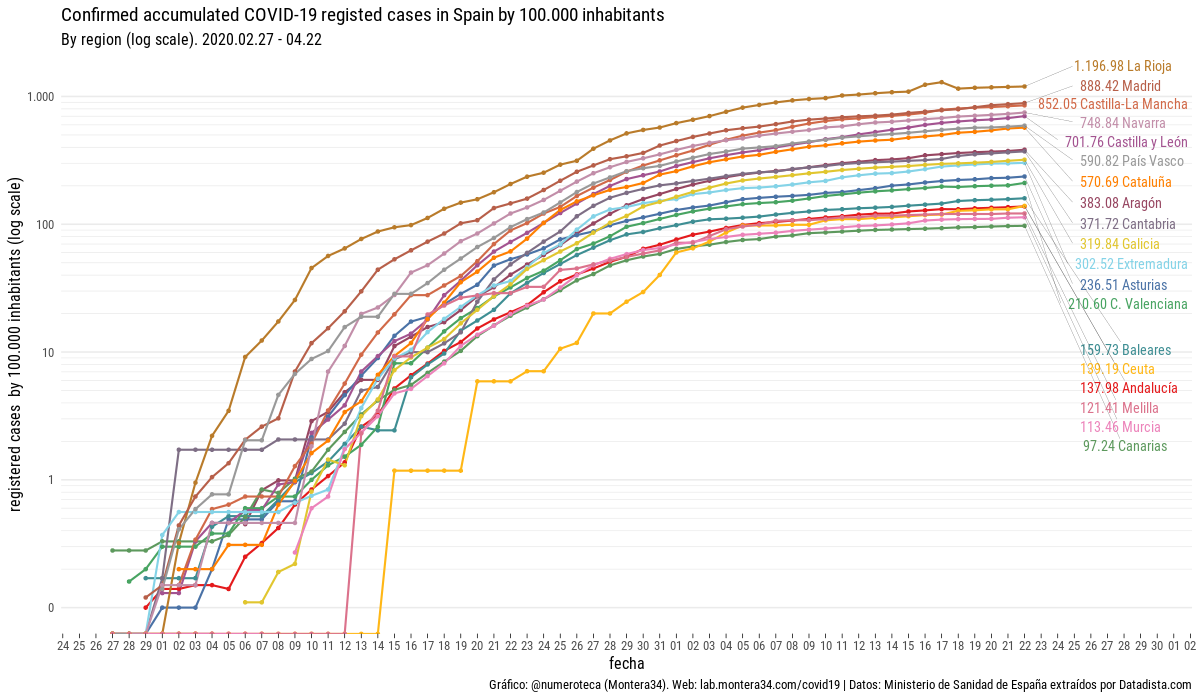 Confirmed accumulated COVID-19 registed cases in Spain by 100.000 inhabitants
By region (log scale). 2020.02.27 - 04.22
registered cases by 100.000 inhabitants (log scale)
1.000
100
10
1
0
1.196.98 La Rioja
888.42 Madrid
852.05 Castilla-La Mancha
748.84 Navarra
701.76 Castilla y León
590.82 País Vasco
570.69 Cataluña
383.08 Aragón
371.72 Cantabria
319.84 Galicia
302.52 Extremadura
236.51 Asturias
210.60 C. Valenciana
159.73 Baleares
139.19 Ceuta
137.98 Andalucía
121.41 Melilla
113.46 Murcia
97.24 Canarias
24 25 26 27 28 29 01 02 03 04 05 06 07 08 09 10 11 12 13 14 15 16 17 18 19 20 21 22 23 24 25 26 27 28 29 30 31 01 02 03 04 05 06 07 08 09 10 11 12 13 14 15 16 17 18 19 20 21 22 23 24 25 26 27 28 29 30 01 02
fecha
Gráfico: @numeroteca (Montera34). Web: lab.montera34.com/covid19 | Datos: Ministerio de Sanidad de España extraídos por Datadista.com